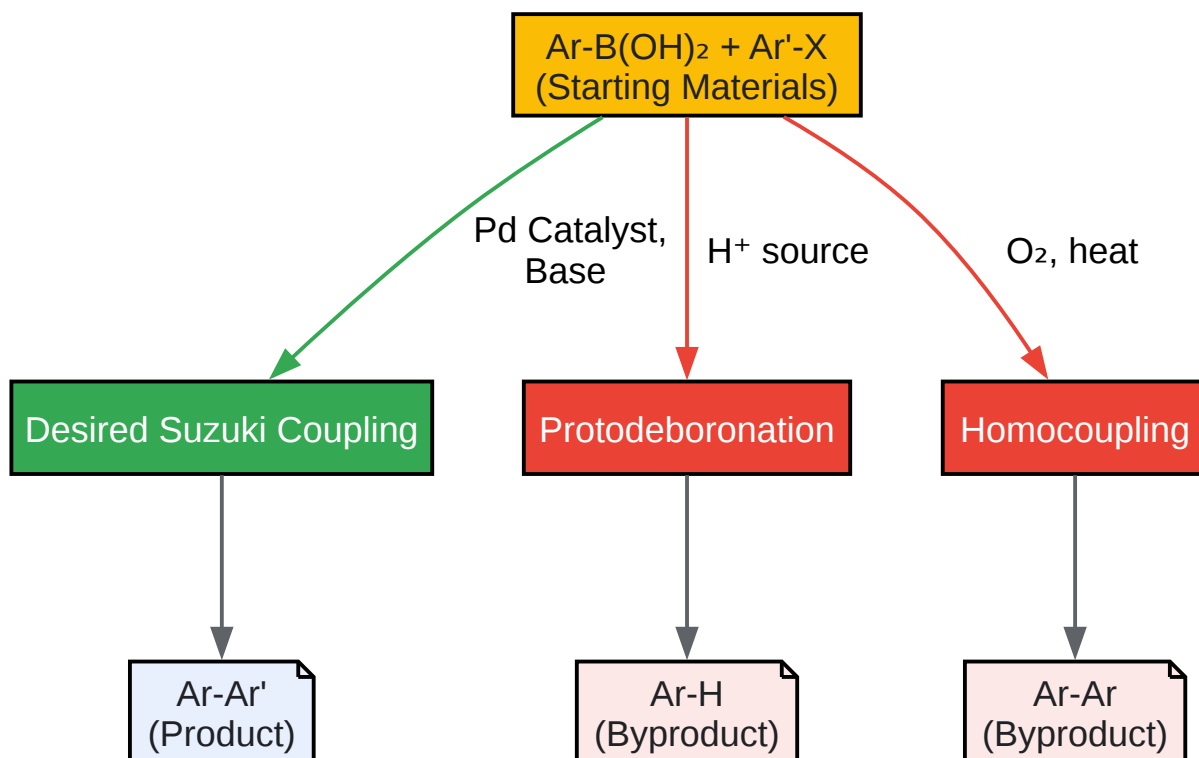 Ar-B(OH)₂ + Ar'-X
(Starting Materials)
Pd Catalyst,
Base
H⁺ source
O₂, heat
Desired Suzuki Coupling
Protodeboronation
Homocoupling
Ar-Ar'
(Product)
Ar-H
(Byproduct)
Ar-Ar
(Byproduct)